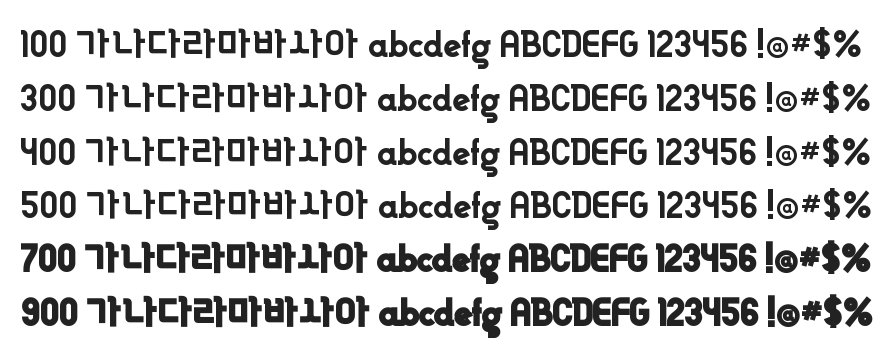 100 가나다라마바사아 abcdefg ABCDEFG 123456 !@#$%
300 가나다라마바사아 abcdefg ABCDEFG 123456 !@#$%
400 가나다라마바사아 abcdefg ABCDEFG 123456 !@#$%
500 가나다라마바사아 abcdefg ABCDEFG 123456 !@#$%
700 가나다라마바사아 abcdefg ABCDEFG 123456 !@#$%
900 가나다라마바사아 abcdefg ABCDEFG 123456 !@#$%